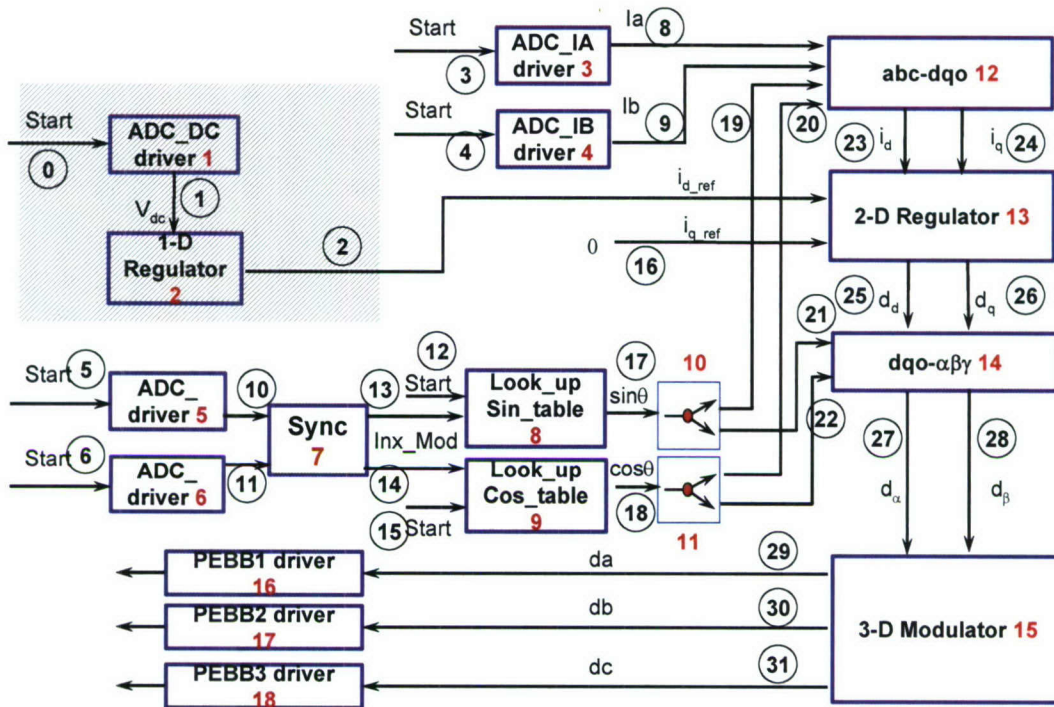 Start
3
ADC_IA
driver 3
Ia
8
abc-dqo 12
Start
4
ADC_IB
driver 4
Ib
9
19
20
Start
0
ADC_DC
driver 1
1
Vdc
1-D
Regulator
2
2
23
id
iq
24
id_ref
2-D Regulator 13
0
iq_ref
16
25
dd
dq
26
21
dqo-αβγ 14
22
Start
5
ADC_
driver 5
10
Start
6
ADC_
driver 6
11
Sync
7
12
Start
13
Inx_Mod
14
15
Start
Look_up
Sin_table
8
sinθ
17
10
Look_up
Cos_table
9
cosθ
18
11
27
28
dα
dβ
PEBB1 driver
16
da
29
PEBB2 driver
17
db
30
PEBB3 driver
18
dc
31
3-D Modulator 15